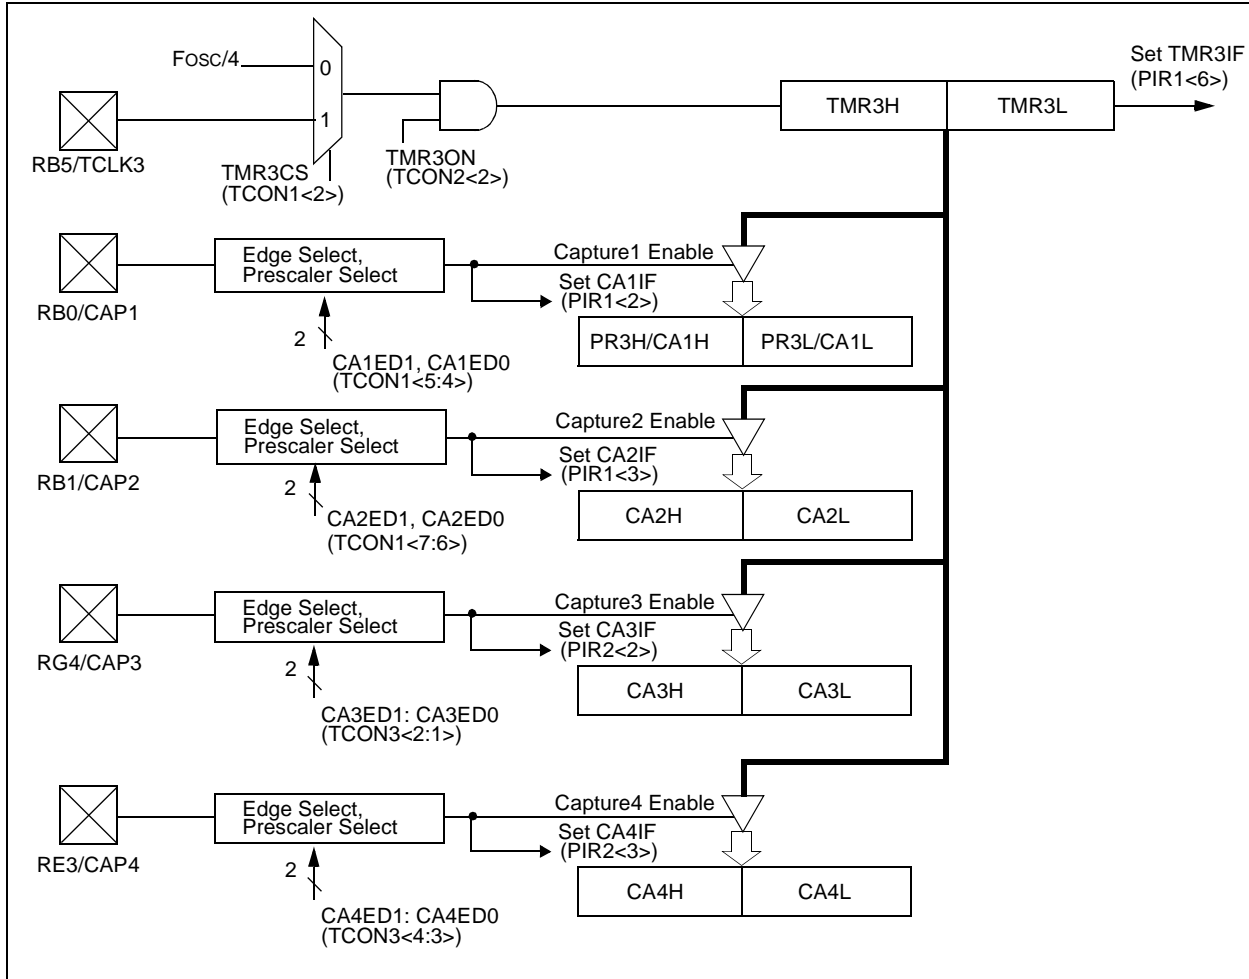 FOSC/4
0
1
RB5/TCLK3
TMR3CS
(TCON1<2>)
TMR3ON
(TCON2<2>)
TMR3H
TMR3L
Set TMR3IF
(PIR1<6>)
RB0/CAP1
Edge Select,
Prescaler Select
2
CA1ED1, CA1ED0
(TCON1<5:4>)
Capture1 Enable
Set CA1IF
(PIR1<2>)
PR3H/CA1H
PR3L/CA1L
RB1/CAP2
Edge Select,
Prescaler Select
2
CA2ED1, CA2ED0
(TCON1<7:6>)
Capture2 Enable
Set CA2IF
(PIR1<3>)
CA2H
CA2L
RG4/CAP3
Edge Select,
Prescaler Select
2
CA3ED1: CA3ED0
(TCON3<2:1>)
Capture3 Enable
Set CA3IF
(PIR2<2>)
CA3H
CA3L
RE3/CAP4
Edge Select,
Prescaler Select
2
CA4ED1: CA4ED0
(TCON3<4:3>)
Capture4 Enable
Set CA4IF
(PIR2<3>)
CA4H
CA4L